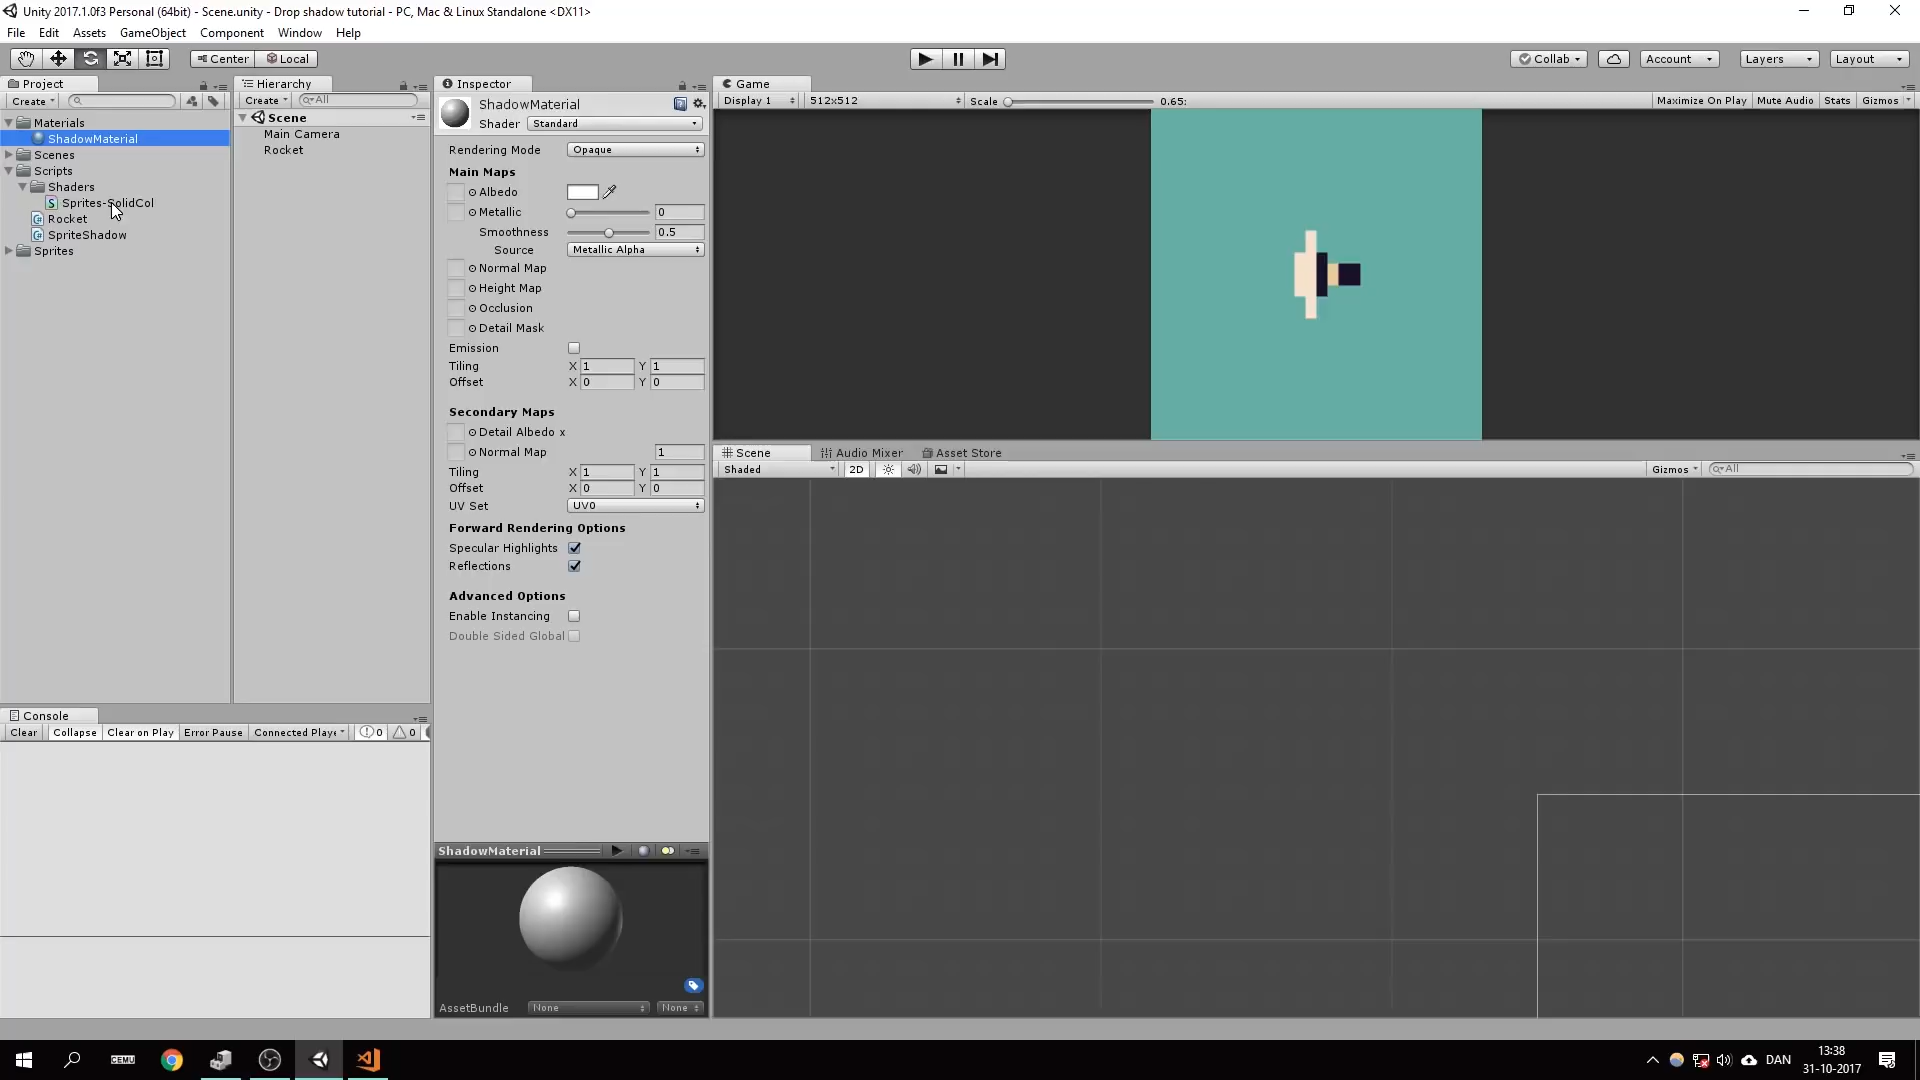 Unity 2017.1.0f3 Personal (64bit) - Scene.unity - Drop shadow tutorial - PC, Mac & Linux Standalone <DX11>
File Edit Assets GameObject Component Window Help
Center Local Collab Account Layers Layout
Project Hierarchy Inspector Game
Create Create All
Display 1 512x512 Scale 0.65: Maximize On Play Mute Audio Stats Gizmos
Materials
ShadowMaterial
Scenes
Scripts
Shaders
Sprites-SolidCol
Rocket
SpriteShadow
Sprites
Scene
Main Camera
Rocket
ShadowMaterial
Shader Standard
Rendering Mode Opaque
Main Maps
Albedo
Metallic 0
Smoothness 0.5
Source Metallic Alpha
Normal Map
Height Map
Occlusion
Detail Mask
Emission
Tiling X 1 Y 1
Offset X 0 Y 0
Secondary Maps
Detail Albedo x
Normal Map 1
Tiling X 1 Y 1
Offset X 0 Y 0
UV Set UV0
Forward Rendering Options
Specular Highlights
Reflections
Advanced Options
Enable Instancing
Double Sided Global
Scene Audio Mixer Asset Store
Shaded 2D Gizmos All
Console
Clear Collapse Clear on Play Error Pause Connected Playe 0 0
ShadowMaterial
AssetBundle None None
CEMU
DAN
13:38
31-10-2017